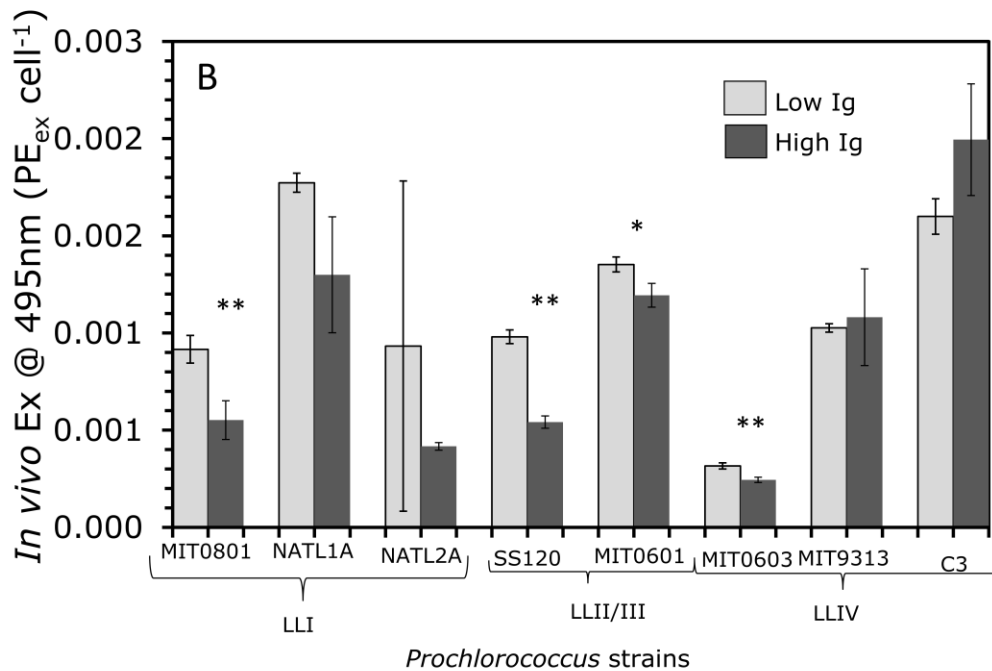 B
In vivo Ex @ 495nm (PEex cell-1)
0.003
0.002
0.002
0.001
0.001
0.000
Low Ig
High Ig
**
**
*
**
MIT0801 NATL1A NATL2A SS120 MIT0601 MIT0603 MIT9313 C3
LLI LLII/III LLIV
Prochlorococcus strains